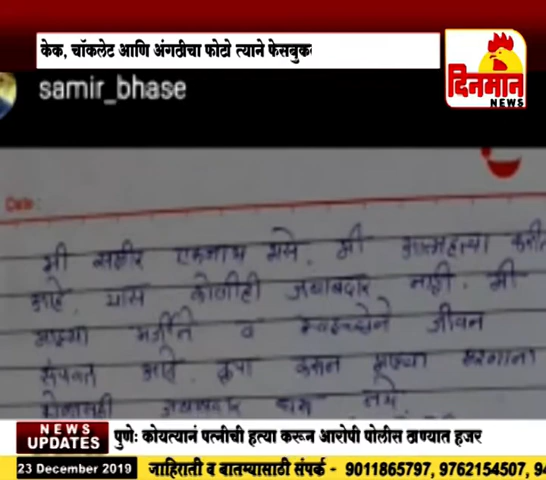 केक, चॉकलेट आणि अंगठीचा फोटो त्याने फेसबुक
दिनमान
NEWS
samir_bhase
Date :
मी समीर एकनाथ भसे. मी आत्महत्या करीत
आहे. यास कोणीही जबाबदार नाही. मी
माझ्या मर्जीने व स्वइच्छेने जीवन
संपवत आहे. कृपा करून माझ्या मरणाला
कोणासही जबाबदार नये
NEWS
UPDATES
पुणे: कोयत्यानं पत्नीची हत्या करून आरोपी पोलीस ठाण्यात हजर
23 December 2019
जाहिराती व बातम्यासाठी संपर्क - 9011865797, 9762154507, 94